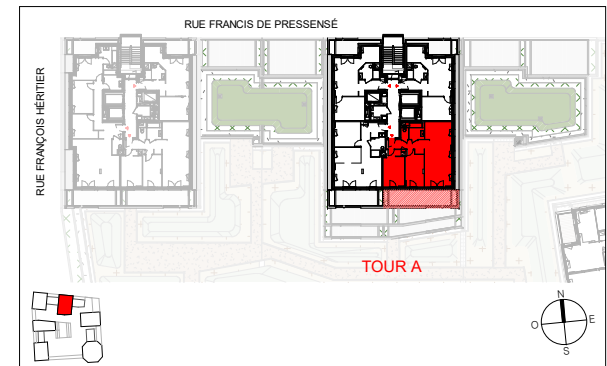 RUE FRANCIS DE PRESSENSÉ
RUE FRANÇOIS HÉRITIER
TOUR A
N
O E
S